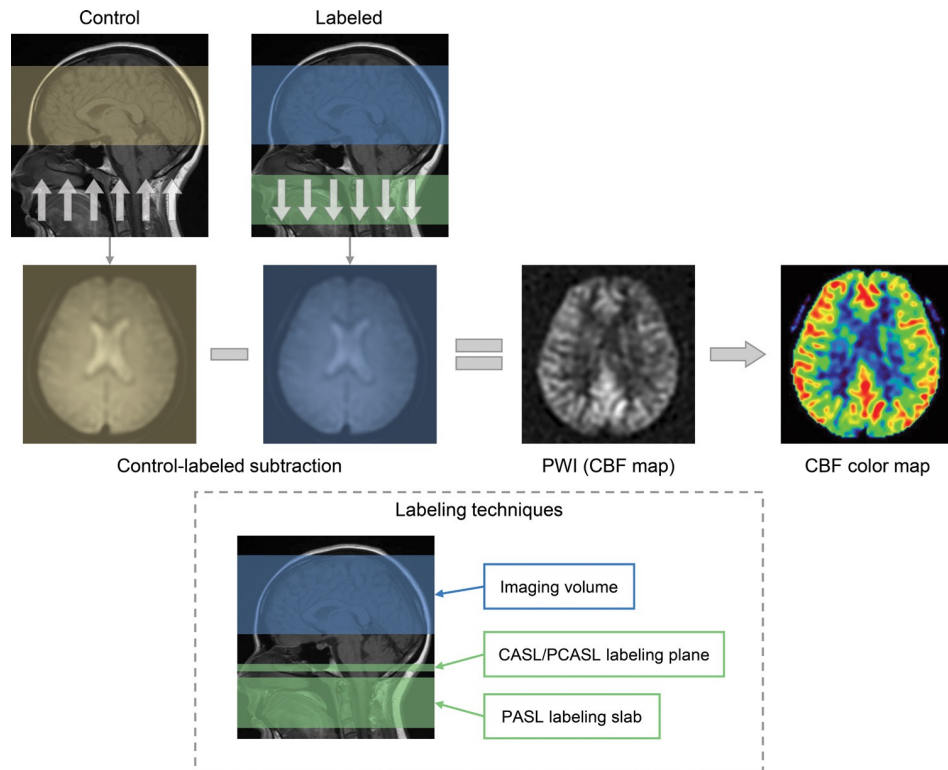 Control
Labeled
Control-labeled subtraction
PWI (CBF map)
CBF color map
Labeling techniques
Imaging volume
CASL/PCASL labeling plane
PASL labeling slab